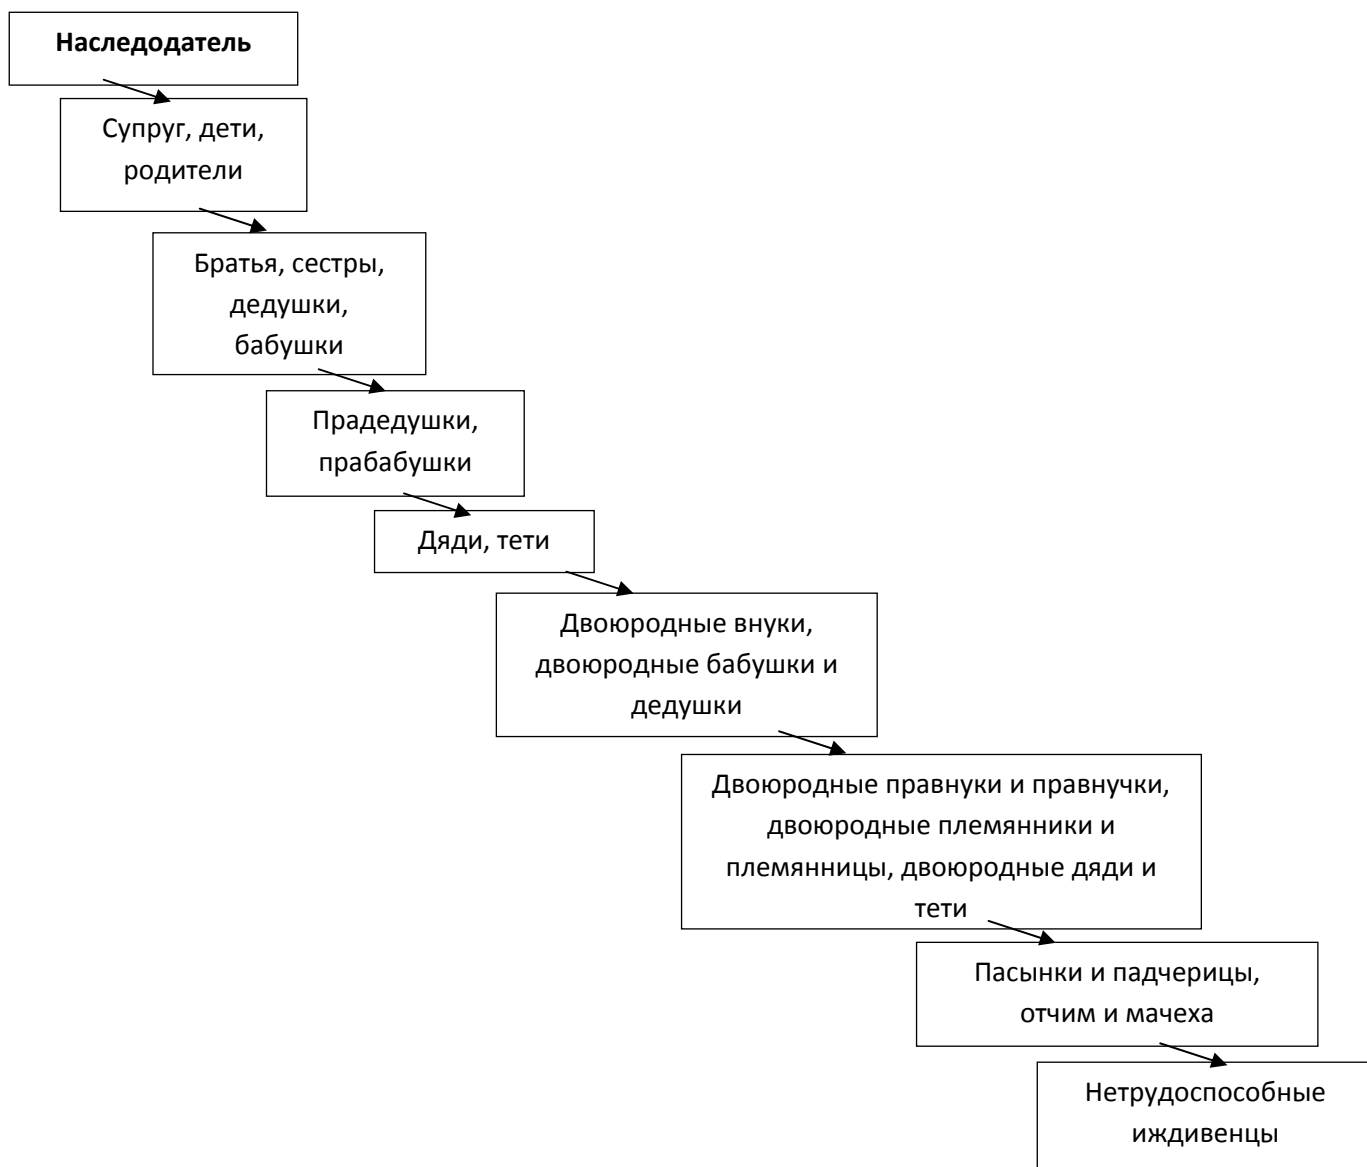 Наследодатель
Супруг, дети,
родители
Братья, сестры,
дедушки,
бабушки
Прадедушки,
прабабушки
Дяди, тети
Двоюродные внуки,
двоюродные бабушки и
дедушки
Двоюродные правнуки и правнучки,
двоюродные племянники и
племянницы, двоюродные дяди и
тети
Пасынки и падчерицы,
отчим и мачеха
Нетрудоспособные
иждивенцы